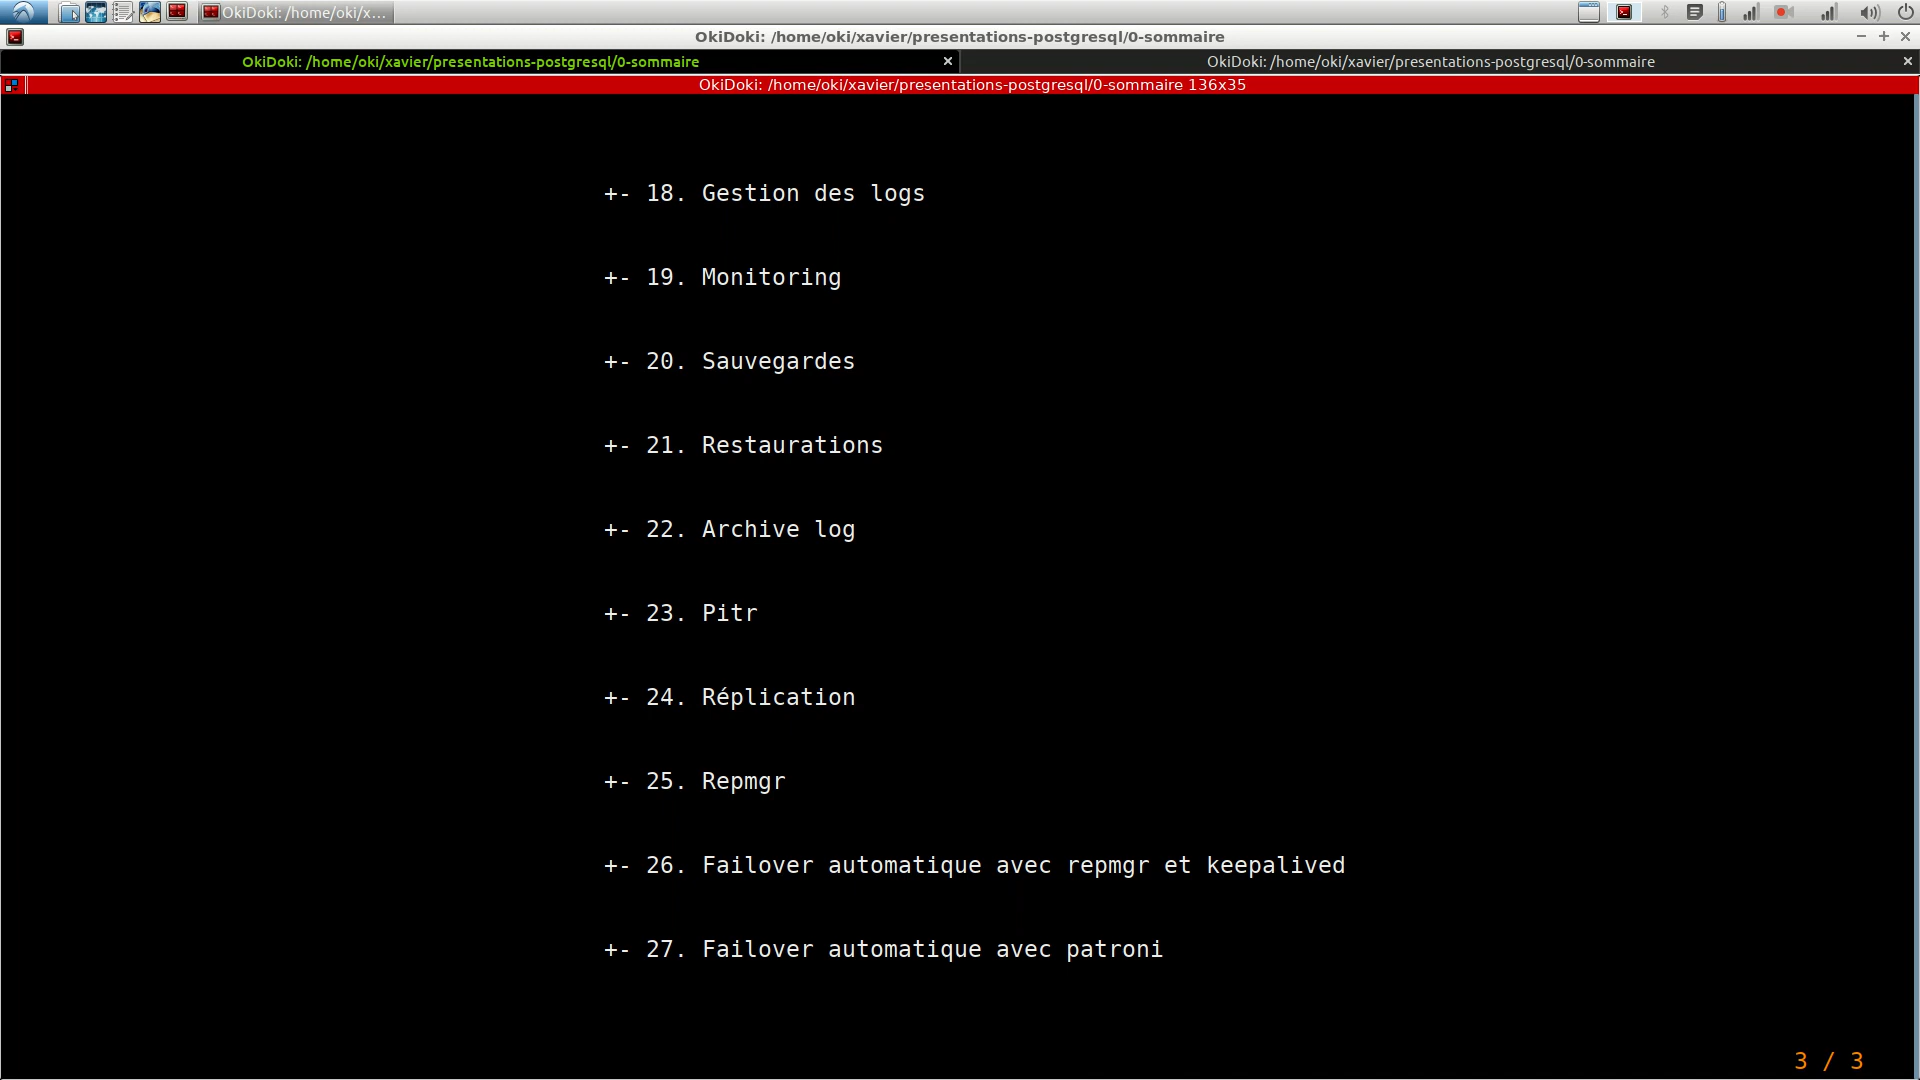 OkiDoki: /home/oki/x...
OkiDoki: /home/oki/xavier/presentations-postgresql/0-sommaire
OkiDoki: /home/oki/xavier/presentations-postgresql/0-sommaire
OkiDoki: /home/oki/xavier/presentations-postgresql/0-sommaire
OkiDoki: /home/oki/xavier/presentations-postgresql/0-sommaire 136x35
+- 18. Gestion des logs
+- 19. Monitoring
+- 20. Sauvegardes
+- 21. Restaurations
+- 22. Archive log
+- 23. Pitr
+- 24. Réplication
+- 25. Repmgr
+- 26. Failover automatique avec repmgr et keepalived
+- 27. Failover automatique avec patroni
3 / 3